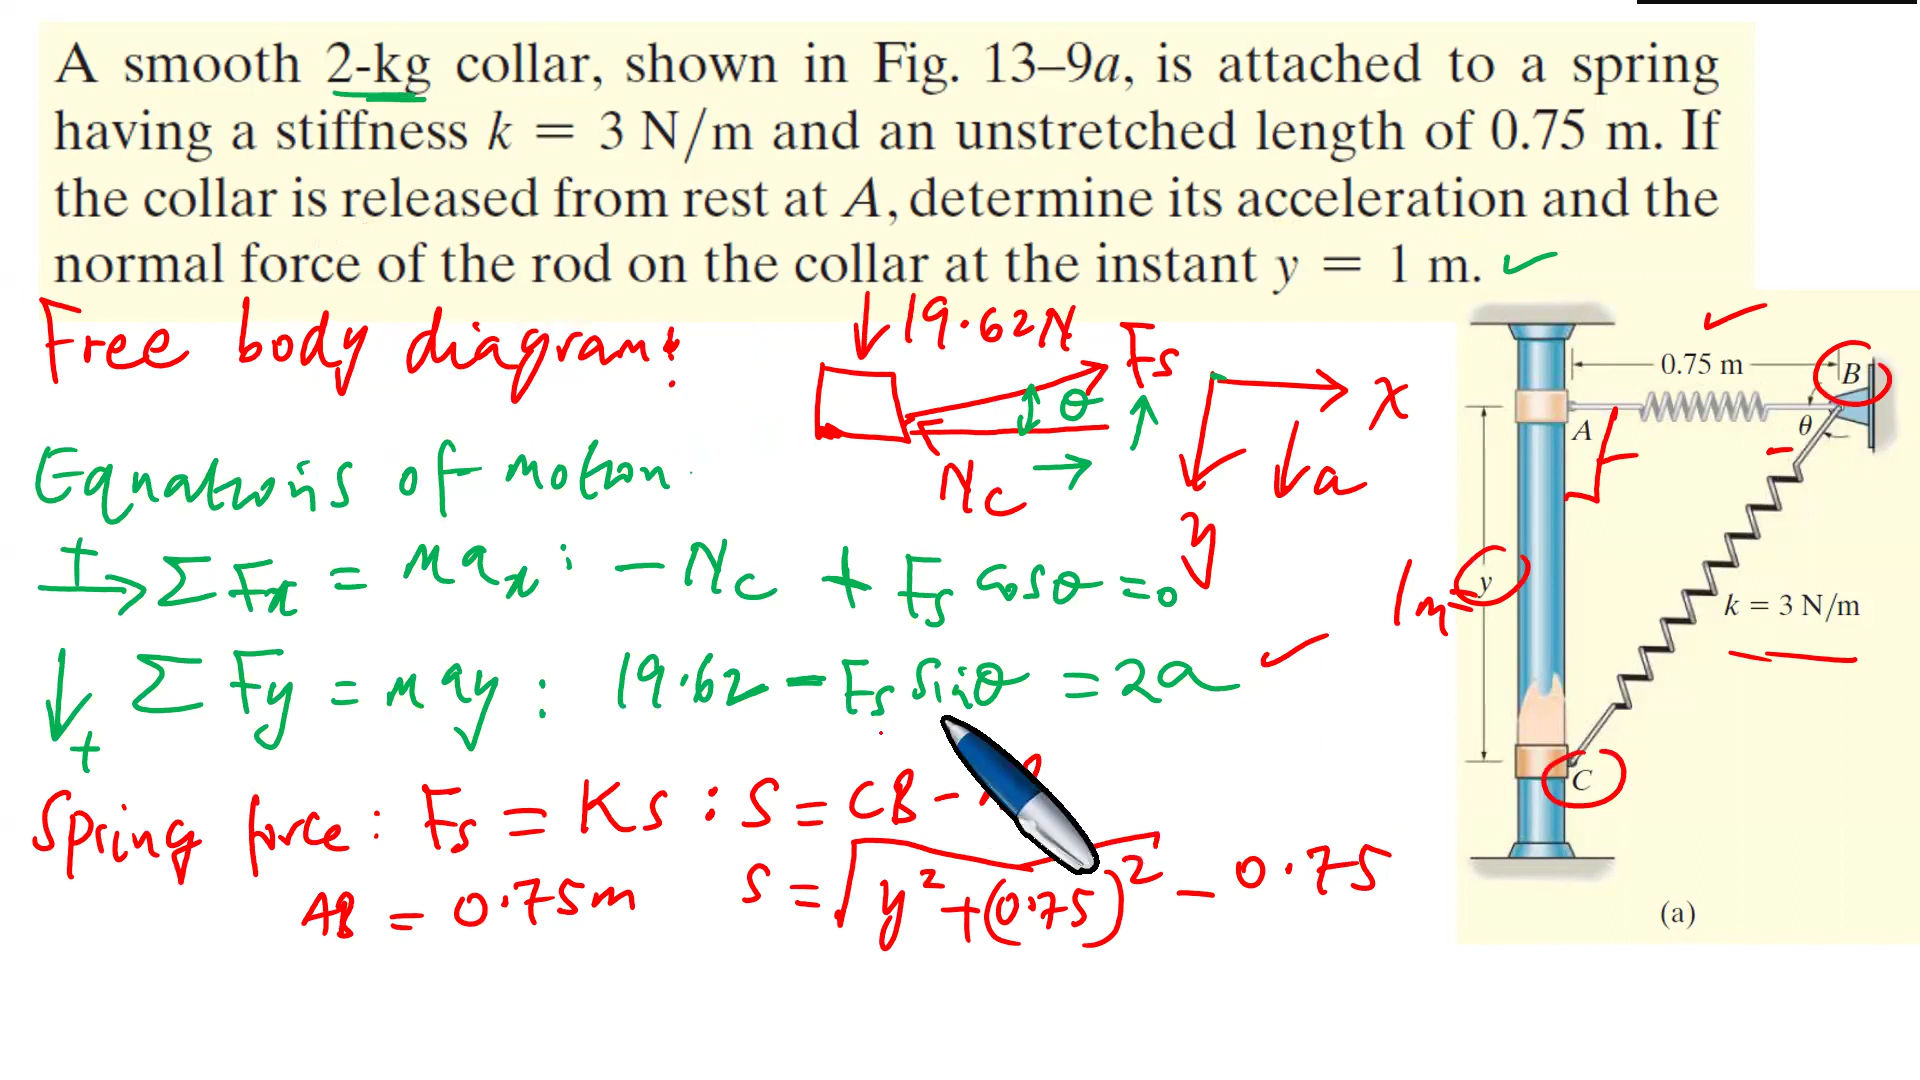 A smooth 2-kg collar, shown in Fig. 13–9a, is attached to a spring
having a stiffness k = 3 N/m and an unstretched length of 0.75 m. If
the collar is released from rest at A, determine its acceleration and the
normal force of the rod on the collar at the instant y = 1 m.
Free body diagram:
19.62N
Fs
θ
Nc
x
y
a
Equations of motion
+→ ΣFx = max : -Nc + Fs cosθ = 0
↓+ ΣFy = may : 19.62 - Fs sinθ = 2a
Spring force: Fs = Ks : S = CB -
AB = 0.75m
S = √(y² + (0.75)²) - 0.75
0.75 m
B
A
θ
A
1m =
y
k = 3 N/m
C
(a)